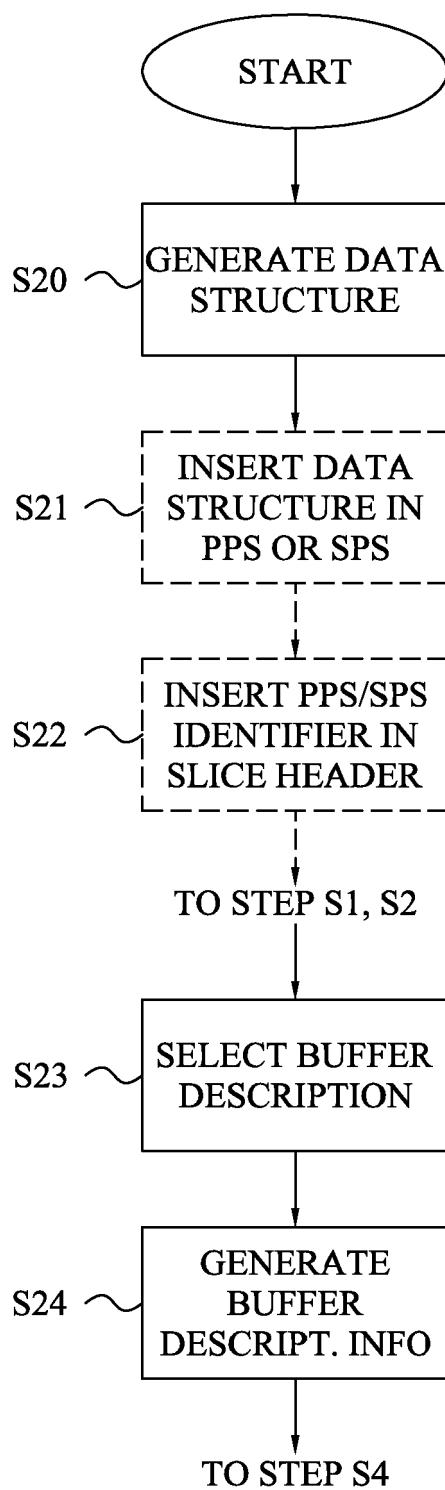 START
S20
GENERATE DATA
STRUCTURE
S21
INSERT DATA
STRUCTURE IN
PPS OR SPS
S22
INSERT PPS/SPS
IDENTIFIER IN
SLICE HEADER
TO STEP S1, S2
S23
SELECT BUFFER
DESCRIPTION
S24
GENERATE
BUFFER
DESCRIPT. INFO
TO STEP S4